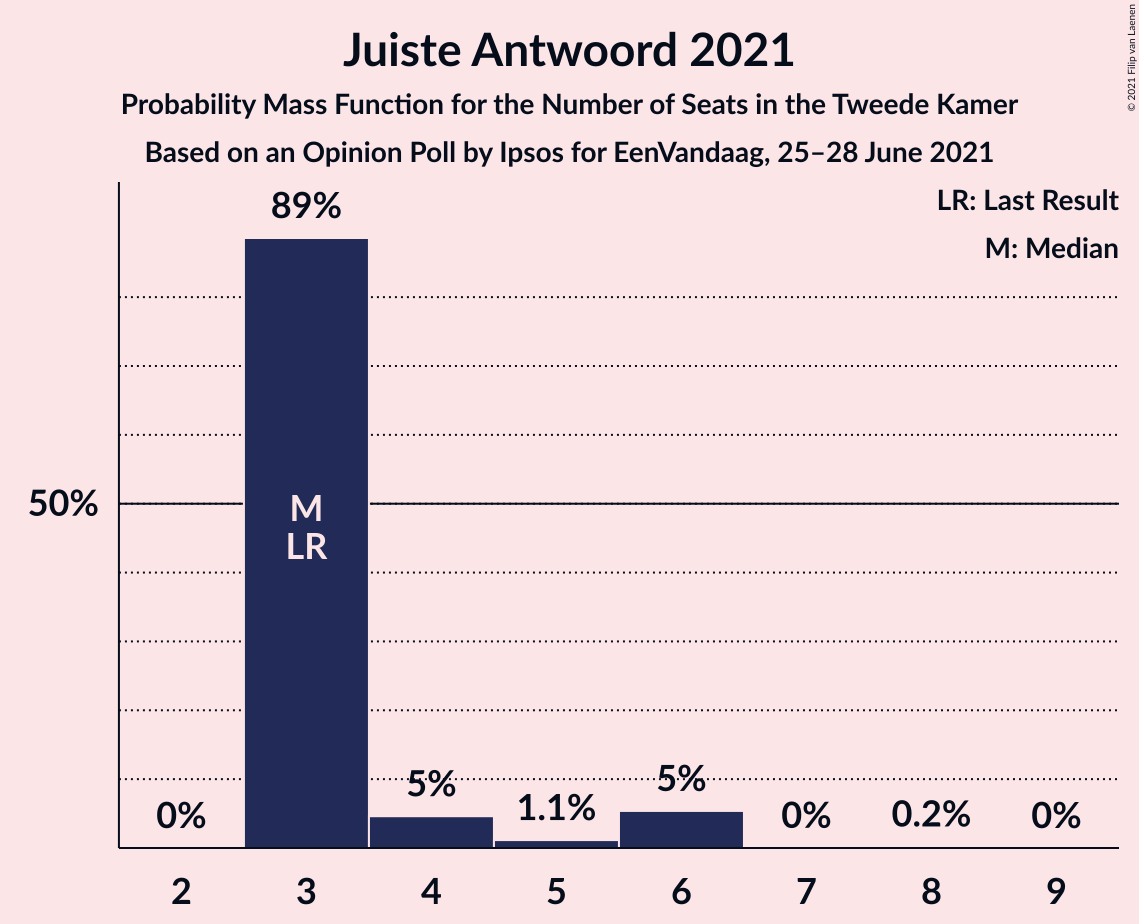 Juiste Antwoord 2021
Probability Mass Function for the Number of Seats in the Tweede Kamer
Based on an Opinion Poll by Ipsos for EenVandaag, 25–28 June 2021
© 2021 Filip van Laenen
LR: Last Result
M: Median
50%
0%
89%
M
LR
5%
1.1%
5%
0%
0.2%
0%
2 3 4 5 6 7 8 9